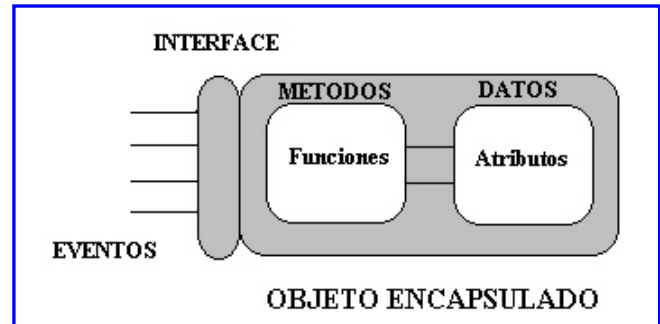 INTERFACE
METODOS
DATOS
Funciones
Atributos
EVENTOS
OBJETO ENCAPSULADO